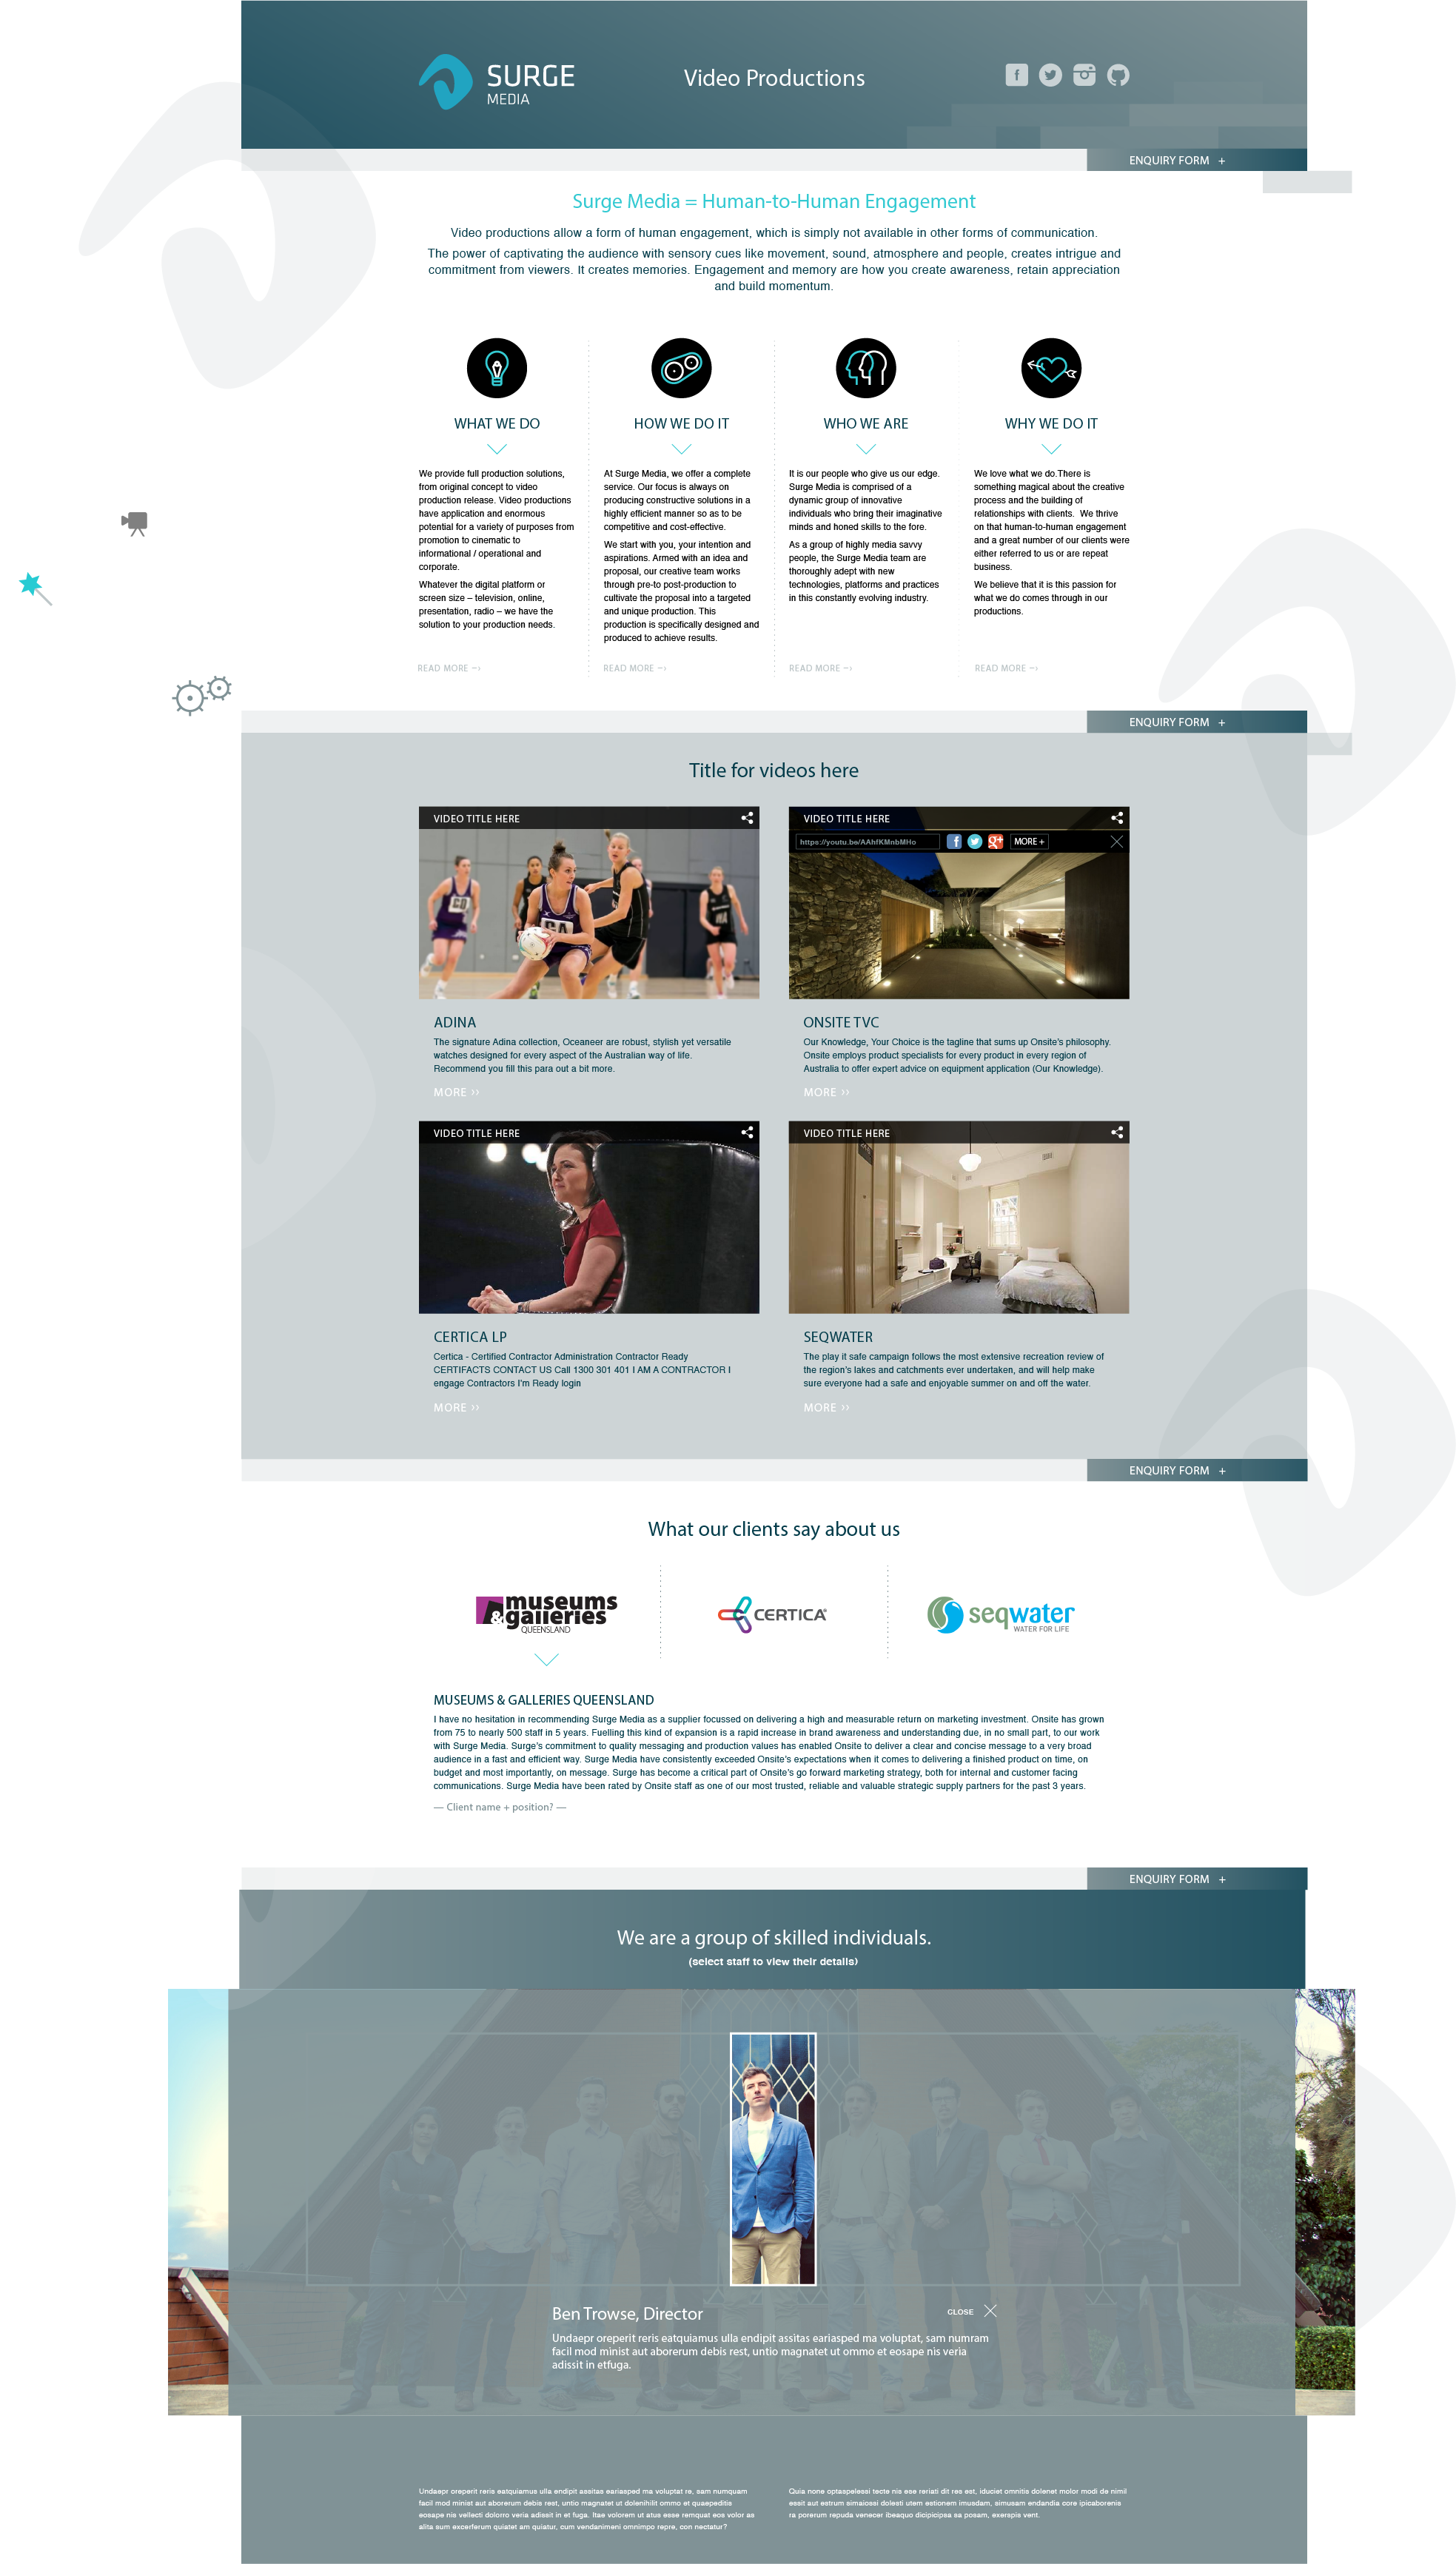 SURGE
MEDIA
Video Productions
ENQUIRY FORM +
Surge Media = Human-to-Human Engagement
Video productions allow a form of human engagement, which is simply not available in other forms of communication.
The power of captivating the audience with sensory cues like movement, sound, atmosphere and people, creates intrigue and
commitment from viewers. It creates memories. Engagement and memory are how you create awareness, retain appreciation
and build momentum.
WHAT WE DO
We provide full production solutions,
from original concept to video
production release. Video productions
have application and enormous
potential for a variety of purposes from
promotion to cinematic to
informational / operational and
corporate.
Whatever the digital platform or
screen size – television, online,
presentation, radio – we have the
solution to your production needs.
READ MORE
HOW WE DO IT
At Surge Media, we offer a complete
service. Our focus is always on
producing constructive solutions in a
highly efficient manner so as to be
competitive and cost-effective.
We start with you, your intention and
aspirations. Armed with an idea and
proposal, our creative team works
through pre-to post-production to
cultivate the proposal into a targeted
and unique production. This
production is specifically designed and
produced to achieve results.
READ MORE
WHO WE ARE
It is our people who give us our edge.
Surge Media is comprised of a
dynamic group of innovative
individuals who bring their imaginative
minds and honed skills to the fore.
As a group of highly media savvy
people, the Surge Media team are
thoroughly adept with new
technologies, platforms and practices
in this constantly evolving industry.
READ MORE
WHY WE DO IT
We love what we do.There is
something magical about the creative
process and the building of
relationships with clients. We thrive
on that human-to-human engagement
and a great number of our clients were
either referred to us or are repeat
business.
We believe that it is this passion for
what we do comes through in our
productions.
READ MORE
ENQUIRY FORM +
Title for videos here
VIDEO TITLE HERE
GD
GA
ADINA
The signature Adina collection, Oceaneer are robust, stylish yet versatile
watches designed for every aspect of the Australian way of life.
Recommend you fill this para out a bit more.
MORE ››
VIDEO TITLE HERE
https://youtu.be/AAhfKMnbMHo
MORE +
ONSITE TVC
Our Knowledge, Your Choice is the tagline that sums up Onsite's philosophy.
Onsite employs product specialists for every product in every region of
Australia to offer expert advice on equipment application (Our Knowledge).
MORE ››
VIDEO TITLE HERE
CERTICA LP
Certica - Certified Contractor Administration Contractor Ready
CERTIFACTS CONTACT US Call 1300 301 401 I AM A CONTRACTOR I
engage Contractors I'm Ready login
MORE ››
VIDEO TITLE HERE
SEQWATER
The play it safe campaign follows the most extensive recreation review of
the region's lakes and catchments ever undertaken, and will help make
sure everyone had a safe and enjoyable summer on and off the water.
MORE ››
ENQUIRY FORM +
What our clients say about us
museums
&galleries
QUEENSLAND
CERTICA®
seqwater
WATER FOR LIFE
MUSEUMS & GALLERIES QUEENSLAND
I have no hesitation in recommending Surge Media as a supplier focussed on delivering a high and measurable return on marketing investment. Onsite has grown
from 75 to nearly 500 staff in 5 years. Fuelling this kind of expansion is a rapid increase in brand awareness and understanding due, in no small part, to our work
with Surge Media. Surge's commitment to quality messaging and production values has enabled Onsite to deliver a clear and concise message to a very broad
audience in a fast and efficient way. Surge Media have consistently exceeded Onsite's expectations when it comes to delivering a finished product on time, on
budget and most importantly, on message. Surge has become a critical part of Onsite's go forward marketing strategy, both for internal and customer facing
communications. Surge Media have been rated by Onsite staff as one of our most trusted, reliable and valuable strategic supply partners for the past 3 years.
— Client name + position? —
ENQUIRY FORM +
We are a group of skilled individuals.
(select staff to view their details)
Ben Trowse, Director
CLOSE
Undaepr oreperit reris eatquiamus ulla endipit assitas eariasped ma voluptat, sam numram
facil mod minist aut aborerum debis rest, untio magnatet ut ommo et eosape nis veria
adissit in etfuga.
Undaepr oreperit reris eatquiamus ulla endipit assitas eariasped ma voluptat re, sam numquam
facil mod minist aut aborerum debis rest, untio magnatet ut dolenihilit ommo et quaepeditis
eosape nis vellecti dolorro veria adissit in et fuga. Itae volorem ut atus esse remquat eos volor as
alita sum excerferum quiatet am quiatur, cum vendanimeni omnimpo repre, con nectatur?
Quia none optaspelessi tecte nis ese reriati dit res est, iduciet omnitis dolenet molor modi de nimil
essit aut estrum simaiossi dolesti utem estionem imusdam, simusam endandia core ipicaborenis
ra porerum repuda venecer ibeaquo dicipicipsa sa posam, exerspis vent.